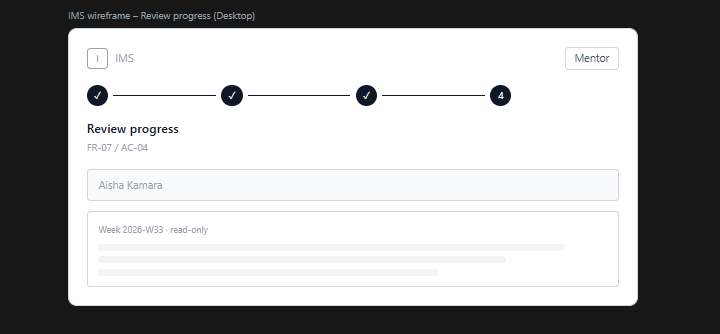 IMS wireframe – Review progress (Desktop)
I IMS
Mentor
✓ ✓ ✓ 4
Review progress
FR-07 / AC-04
Aisha Kamara
Week 2026-W33 · read-only